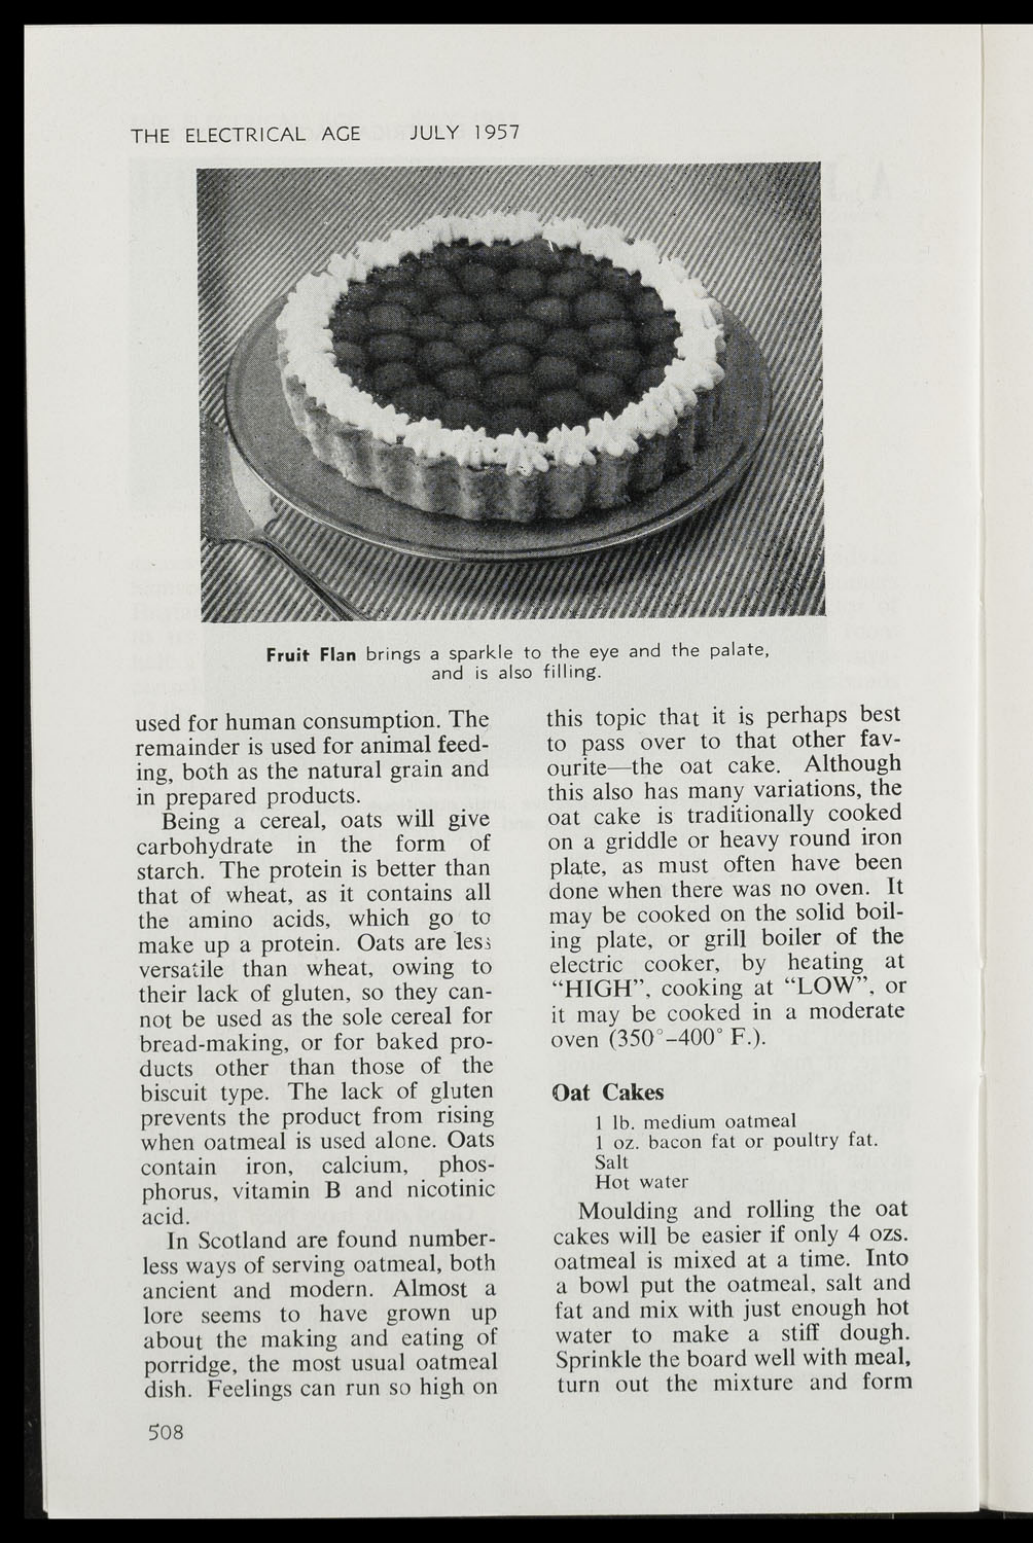 THE ELECTRICAL AGE JULY 1957
Fruit Flan brings a sparkle to the eye and the palate,
and is also filling.
used for human consumption. The
remainder is used for animal feed-
ing, both as the natural grain and
in prepared products.
Being a cereal, oats will give
carbohydrate in the form of
starch. The protein is better than
that of wheat, as it contains all
the amino acids, which go to
make up a protein. Oats are less
versatile than wheat, owing to
their lack of gluten, so they can-
not be used as the sole cereal for
bread-making, or for baked pro-
ducts other than those of the
biscuit type. The lack of gluten
prevents the product from rising
when oatmeal is used alone. Oats
contain iron, calcium, phos-
phorus, vitamin B and nicotinic
acid.
In Scotland are found number-
less ways of serving oatmeal, both
ancient and modern. Almost a
lore seems to have grown up
about the making and eating of
porridge, the most usual oatmeal
dish. Feelings can run so high on
this topic that it is perhaps best
to pass over to that other fav-
ourite—the oat cake. Although
this also has many variations, the
oat cake is traditionally cooked
on a griddle or heavy round iron
plate, as must often have been
done when there was no oven. It
may be cooked on the solid boil-
ing plate, or grill boiler of the
electric cooker, by heating at
"HIGH", cooking at "LOW", or
it may be cooked in a moderate
oven (350°–400° F.).
Oat Cakes
1 lb. medium oatmeal
1 oz. bacon fat or poultry fat.
Salt
Hot water
Moulding and rolling the oat
cakes will be easier if only 4 ozs.
oatmeal is mixed at a time. Into
a bowl put the oatmeal, salt and
fat and mix with just enough hot
water to make a stiff dough.
Sprinkle the board well with meal,
turn out the mixture and form
508